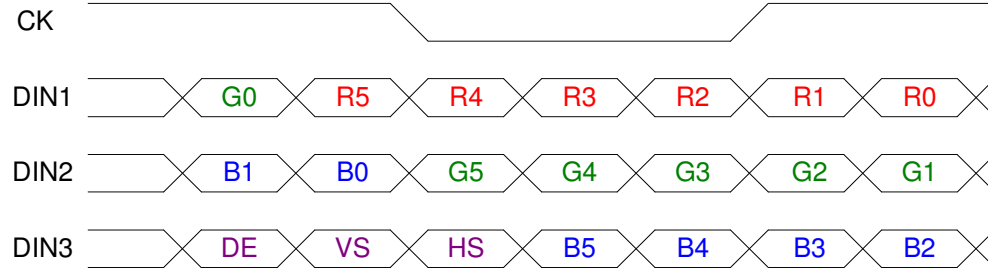 CK
DIN1 G0 R5 R4 R3 R2 R1 R0
DIN2 B1 B0 G5 G4 G3 G2 G1
DIN3 DE VS HS B5 B4 B3 B2